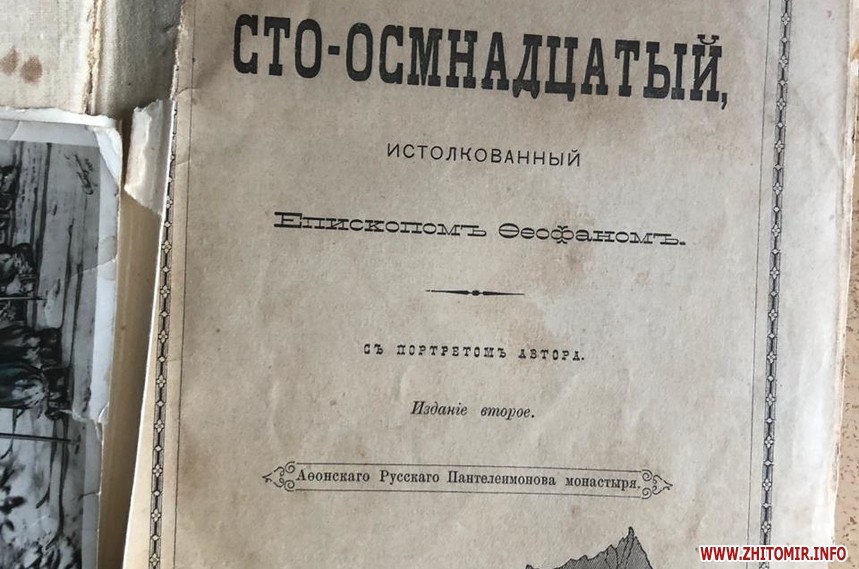 СТО-ОСМНАДЦАТЫЙ,
ИСТОЛКОВАННЫЙ
Епископомъ Ѳеофаномъ.
СЪ ПОРТРЕТОМЪ АВТОРА.
Изданіе второе.
Аѳонскаго Русскаго Пантелеимонова монастыря.
WWW.ZHITOMIR.INFO